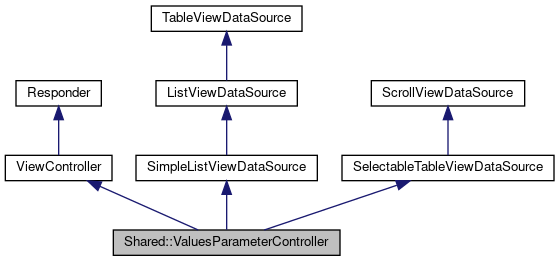 TableViewDataSource
Responder
ListViewDataSource
ScrollViewDataSource
ViewController
SimpleListViewDataSource
SelectableTableViewDataSource
Shared::ValuesParameterController